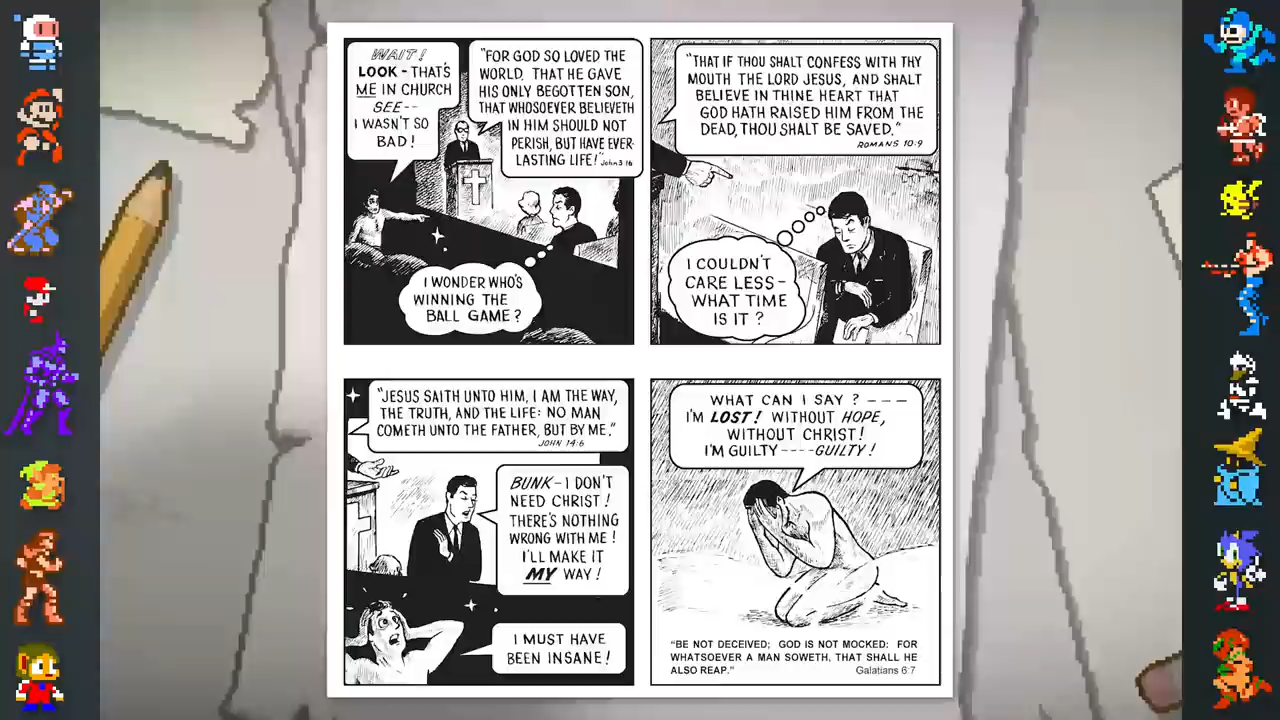 WAIT!
LOOK - THAT'S
ME IN CHURCH
SEE--
I WASN'T SO
BAD!
"FOR GOD SO LOVED THE
WORLD, THAT HE GAVE
HIS ONLY BEGOTTEN SON,
THAT WHOSOEVER BELIEVETH
IN HIM SHOULD NOT
PERISH, BUT HAVE EVER-
LASTING LIFE!" John 3:16
I WONDER WHO'S
WINNING THE
BALL GAME?
"THAT IF THOU SHALT CONFESS WITH THY
MOUTH THE LORD JESUS, AND SHALT
BELIEVE IN THINE HEART THAT
GOD HATH RAISED HIM FROM THE
DEAD, THOU SHALT BE SAVED."
ROMANS 10:9
I COULDN'T
CARE LESS-
WHAT TIME
IS IT?
"JESUS SAITH UNTO HIM, I AM THE WAY,
THE TRUTH, AND THE LIFE: NO MAN
COMETH UNTO THE FATHER, BUT BY ME."
JOHN 14:6
BUNK-I DON'T
NEED CHRIST!
THERE'S NOTHING
WRONG WITH ME!
I'LL MAKE IT
MY WAY!
I MUST HAVE
BEEN INSANE!
WHAT CAN I SAY? ---
I'M LOST! WITHOUT HOPE,
WITHOUT CHRIST!
I'M GUILTY ----GUILTY!
"BE NOT DECEIVED; GOD IS NOT MOCKED: FOR
WHATSOEVER A MAN SOWETH, THAT SHALL HE
ALSO REAP." Galatians 6:7